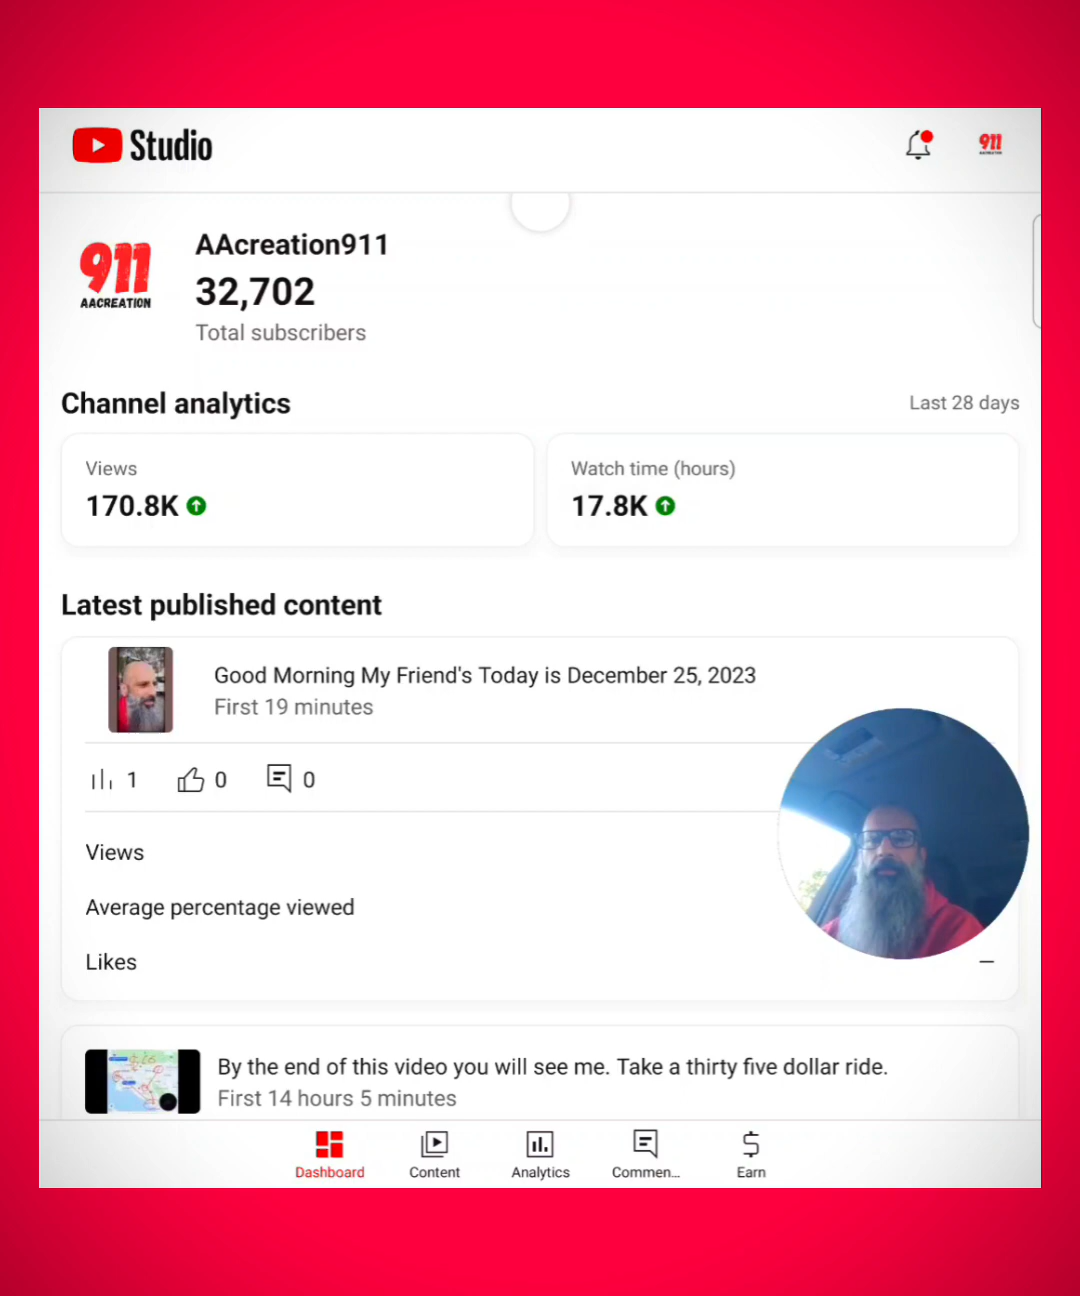 Studio
911
AACREATION
911
AACREATION
AAcreation911
32,702
Total subscribers
Channel analytics
Last 28 days
Views
170.8K
Watch time (hours)
17.8K
Latest published content
Good Morning My Friend's Today is December 25, 2023
First 19 minutes
1
0
0
Views
Average percentage viewed
Likes
—
By the end of this video you will see me. Take a thirty five dollar ride.
First 14 hours 5 minutes
Dashboard
Content
Analytics
Commen...
Earn